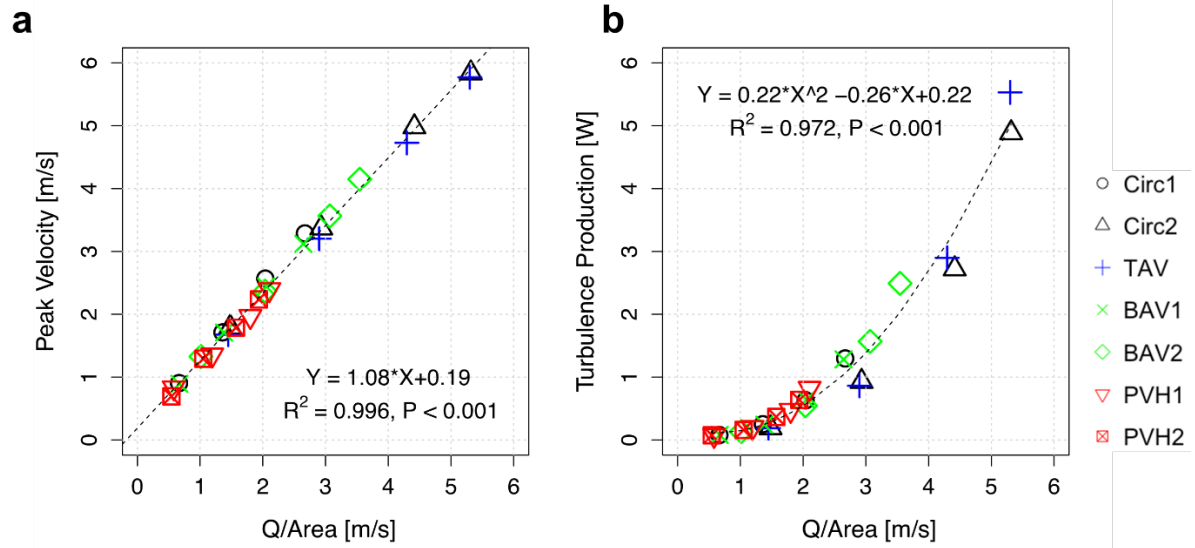 a
Peak Velocity [m/s]
6
5
4
3
2
1
0
Y = 1.08*X+0.19
R² = 0.996, P < 0.001
0 1 2 3 4 5 6
Q/Area [m/s]
b
Turbulence Production [W]
6
5
4
3
2
1
0
Y = 0.22*X^2 −0.26*X+0.22
R² = 0.972, P < 0.001
0 1 2 3 4 5 6
Q/Area [m/s]
Circ1
Circ2
TAV
BAV1
BAV2
PVH1
PVH2